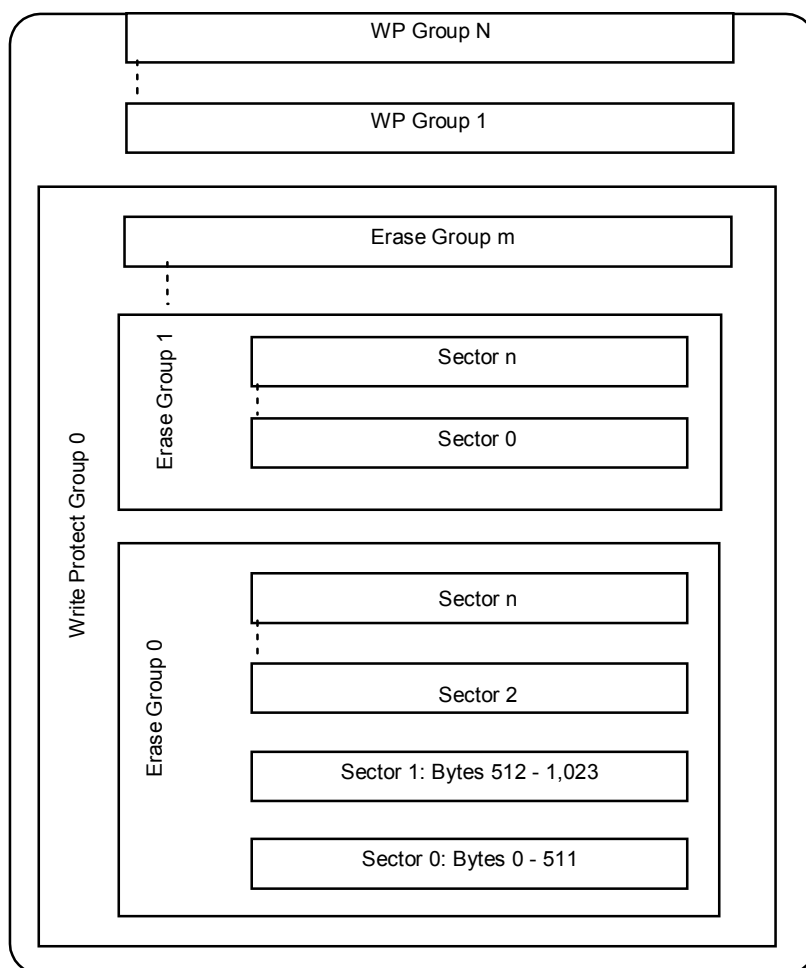 WP Group N
WP Group 1
Write Protect Group 0
Erase Group m
Erase Group 1
Sector n
Sector 0
Erase Group 0
Sector n
Sector 2
Sector 1: Bytes 512 - 1,023
Sector 0: Bytes 0 - 511